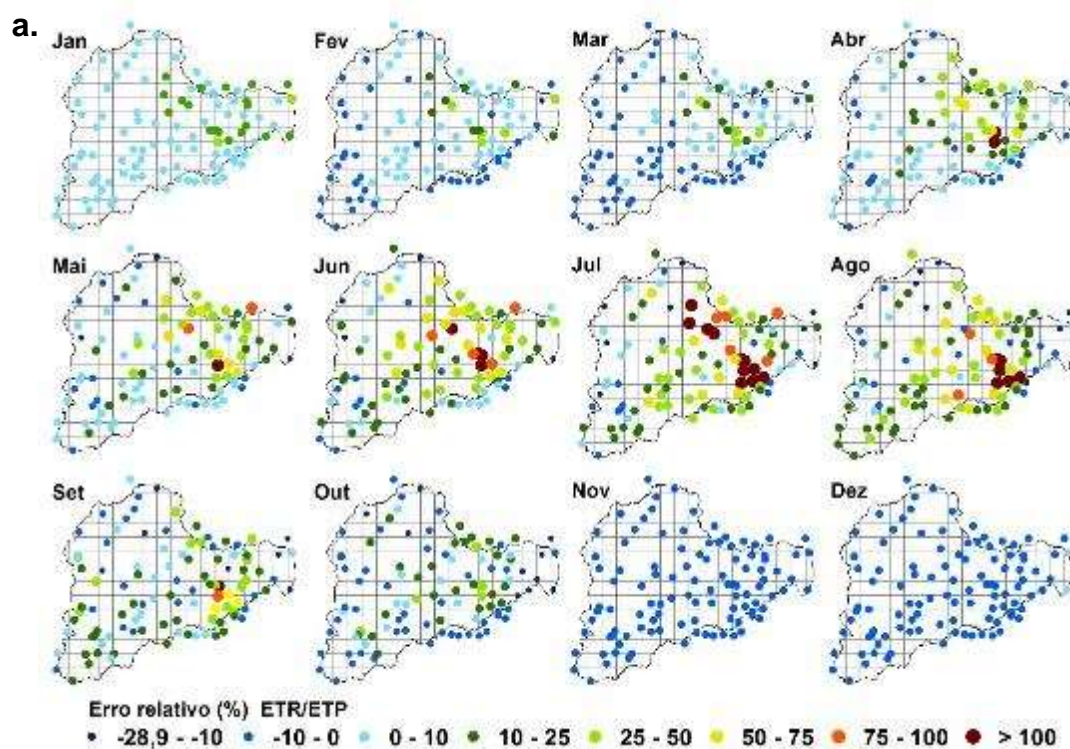 a.
Jan Fev Mar Abr
Mai Jun Jul Ago
Set Out Nov Dez
Erro relativo (%) ETR/ETP
-28,9 - -10 -10 - 0 0 - 10 10 - 25 25 - 50 50 - 75 75 - 100 > 100